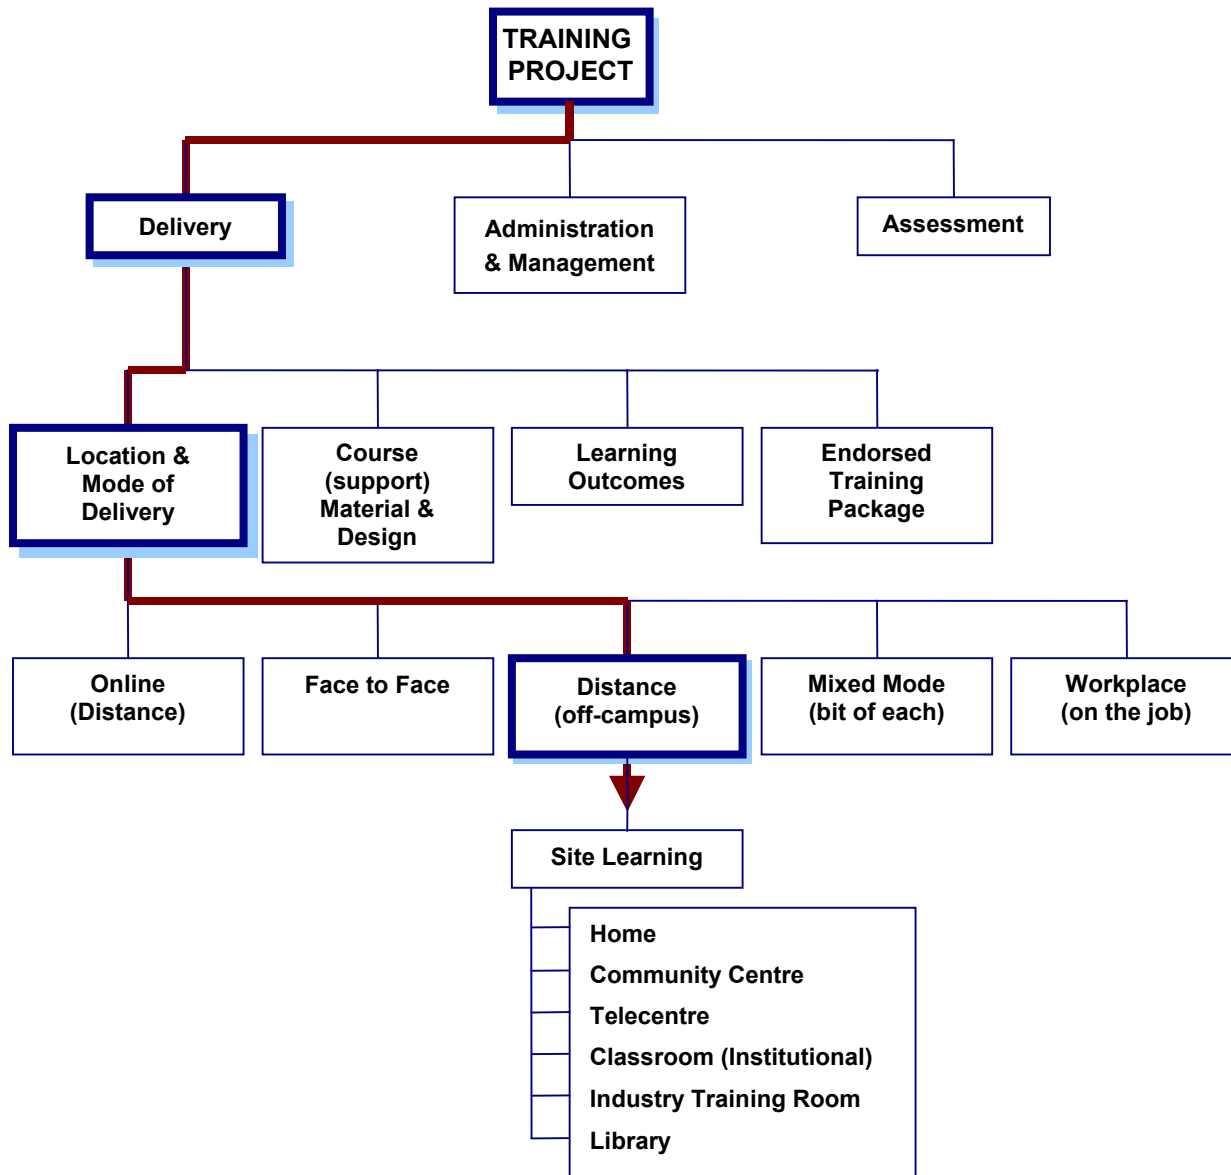 TRAINING
PROJECT
Delivery
Administration
& Management
Assessment
Location &
Mode of
Delivery
Course
(support)
Material &
Design
Learning
Outcomes
Endorsed
Training
Package
Online
(Distance)
Face to Face
Distance
(off-campus)
Mixed Mode
(bit of each)
Workplace
(on the job)
Site Learning
Home
Community Centre
Telecentre
Classroom (Institutional)
Industry Training Room
Library